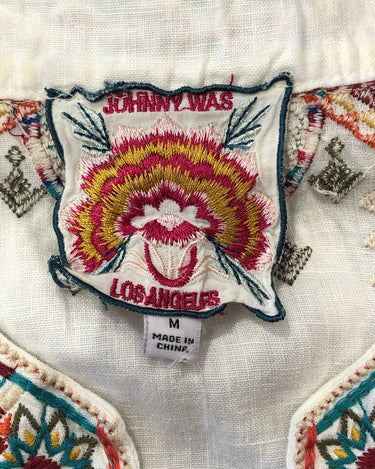 JOHNNY WAS
LOS ANGELES
M
MADE IN
CHINA